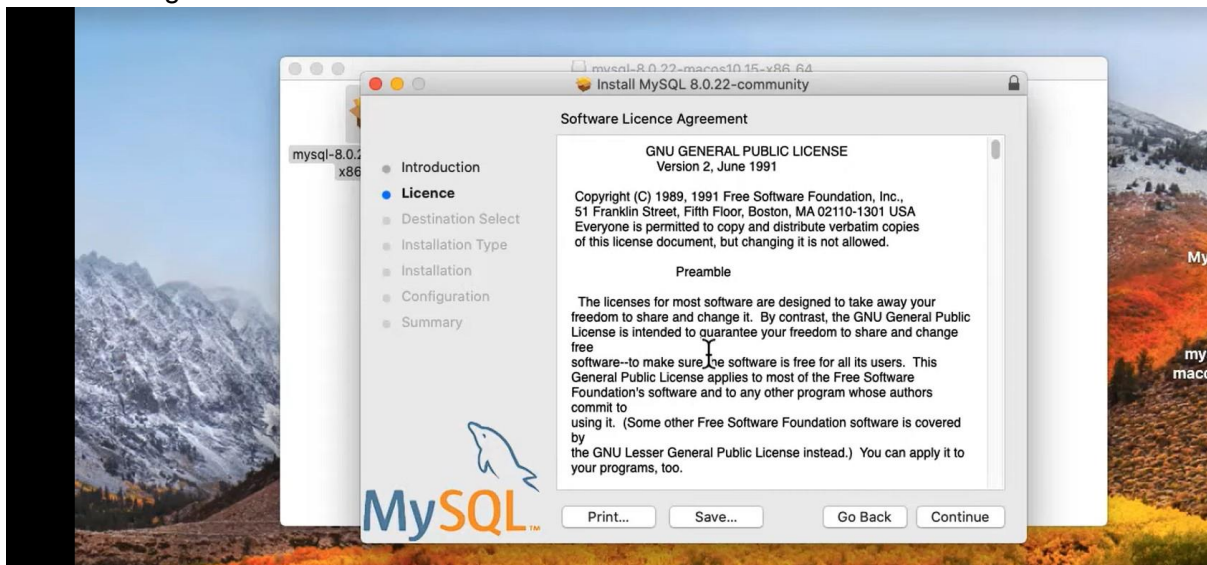 mysql-8.0.22-macos10.15-x86_64
Install MySQL 8.0.22-community
mysql-8.0.2
x86
Introduction
Licence
Destination Select
Installation Type
Installation
Configuration
Summary
MySQL™
Software Licence Agreement
GNU GENERAL PUBLIC LICENSE
Version 2, June 1991
Copyright (C) 1989, 1991 Free Software Foundation, Inc.,
51 Franklin Street, Fifth Floor, Boston, MA 02110-1301 USA
Everyone is permitted to copy and distribute verbatim copies
of this license document, but changing it is not allowed.
Preamble
The licenses for most software are designed to take away your
freedom to share and change it. By contrast, the GNU General Public
License is intended to guarantee your freedom to share and change
free
software--to make sure the software is free for all its users. This
General Public License applies to most of the Free Software
Foundation's software and to any other program whose authors
commit to
using it. (Some other Free Software Foundation software is covered
by
the GNU Lesser General Public License instead.) You can apply it to
your programs, too.
Print...
Save...
Go Back
Continue
My
my
maco